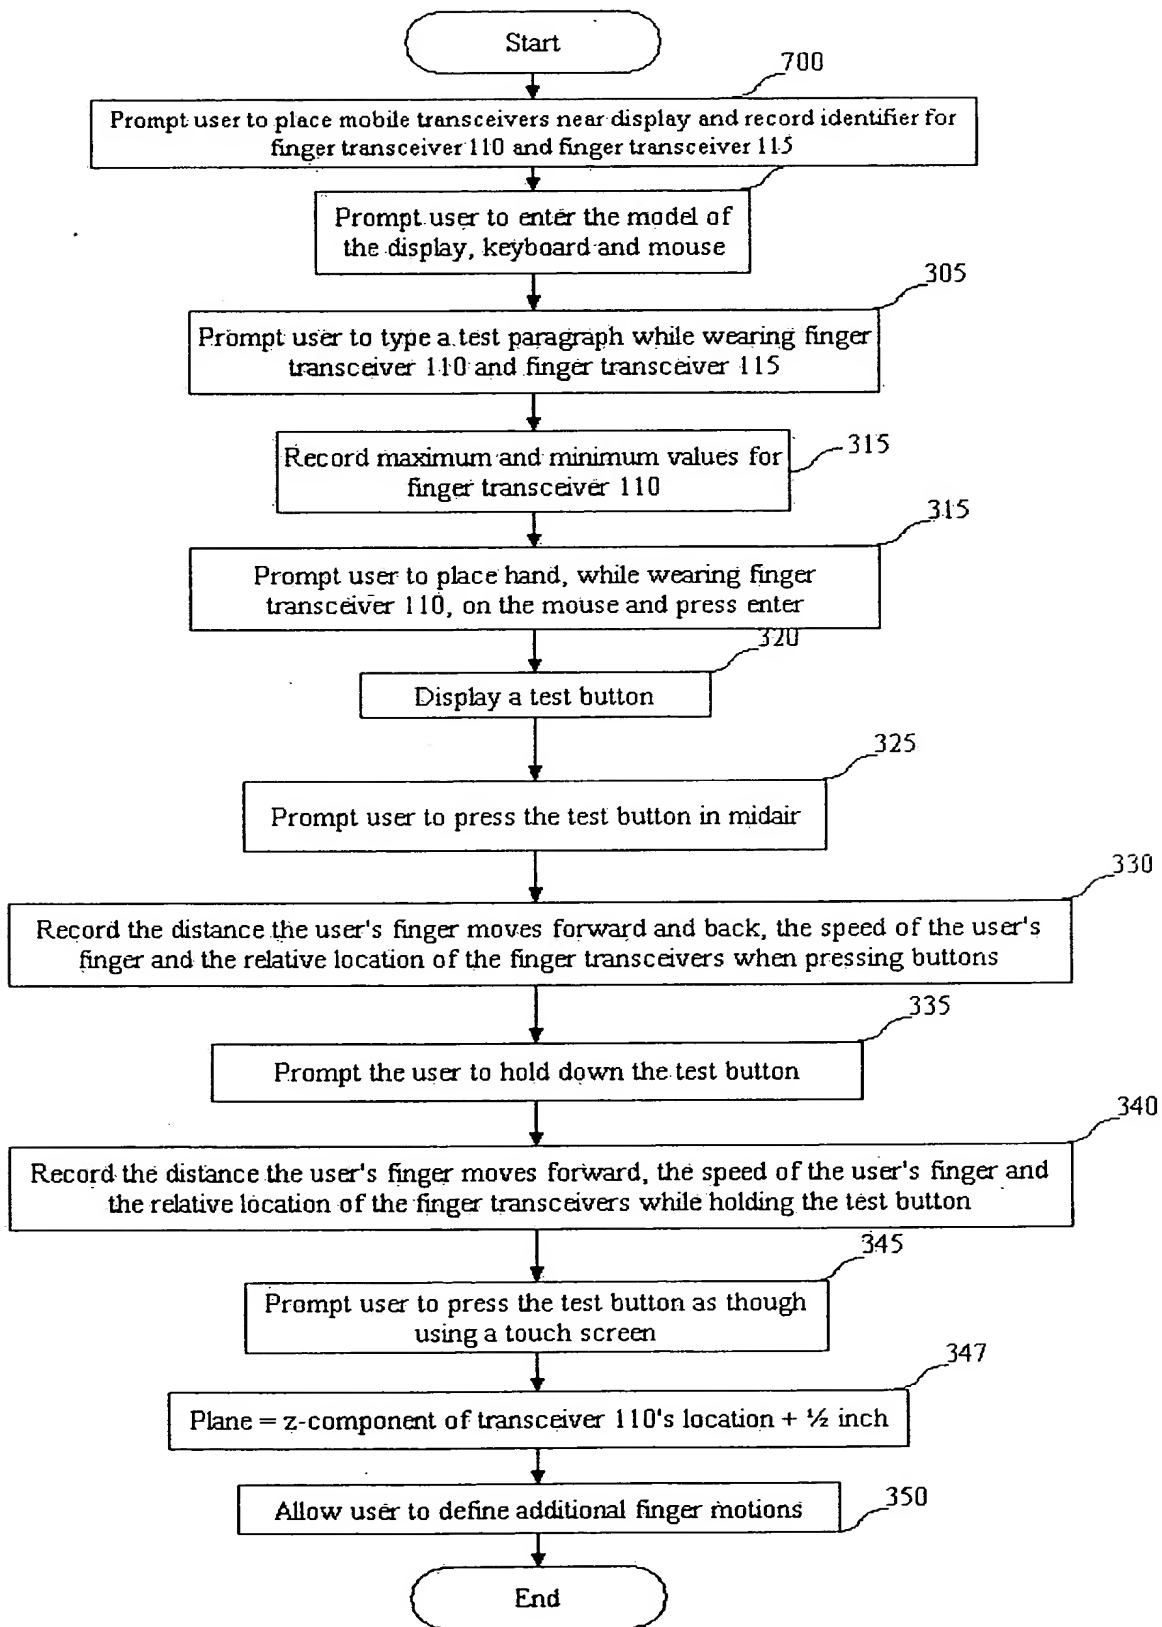 Start
700
Prompt user to place mobile transceivers near display and record identifier for
finger transceiver 110 and finger transceiver 115
Prompt user to enter the model of
the display, keyboard and mouse
305
Prompt user to type a test paragraph while wearing finger
transceiver 110 and finger transceiver 115
Record maximum and minimum values for
finger transceiver 110
315
315
Prompt user to place hand, while wearing finger
transceiver 110, on the mouse and press enter
320
Display a test button
325
Prompt user to press the test button in midair
330
Record the distance the user's finger moves forward and back, the speed of the user's
finger and the relative location of the finger transceivers when pressing buttons
335
Prompt the user to hold down the test button
340
Record the distance the user's finger moves forward, the speed of the user's finger and
the relative location of the finger transceivers while holding the test button
345
Prompt user to press the test button as though
using a touch screen
347
Plane = z-component of transceiver 110's location + ½ inch
Allow user to define additional finger motions
350
End